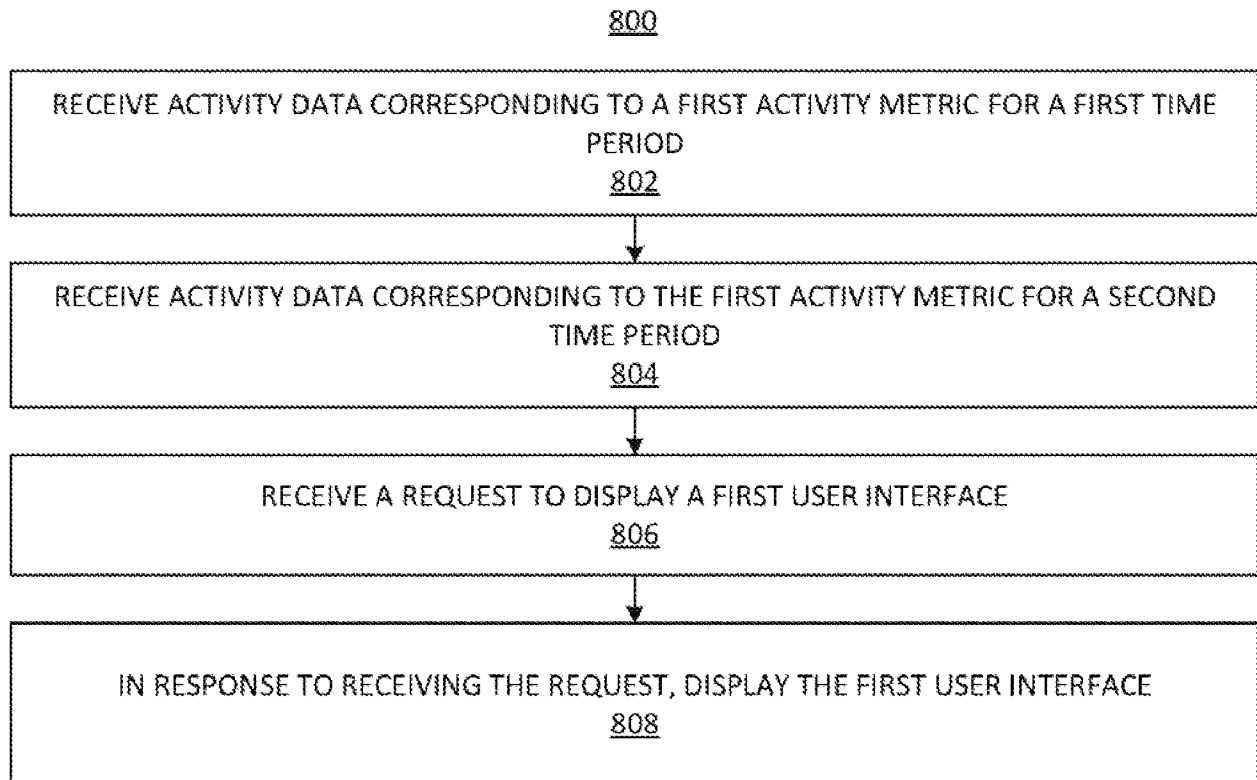 800
RECEIVE ACTIVITY DATA CORRESPONDING TO A FIRST ACTIVITY METRIC FOR A FIRST TIME
PERIOD
802
RECEIVE ACTIVITY DATA CORRESPONDING TO THE FIRST ACTIVITY METRIC FOR A SECOND
TIME PERIOD
804
RECEIVE A REQUEST TO DISPLAY A FIRST USER INTERFACE
806
IN RESPONSE TO RECEIVING THE REQUEST, DISPLAY THE FIRST USER INTERFACE
808